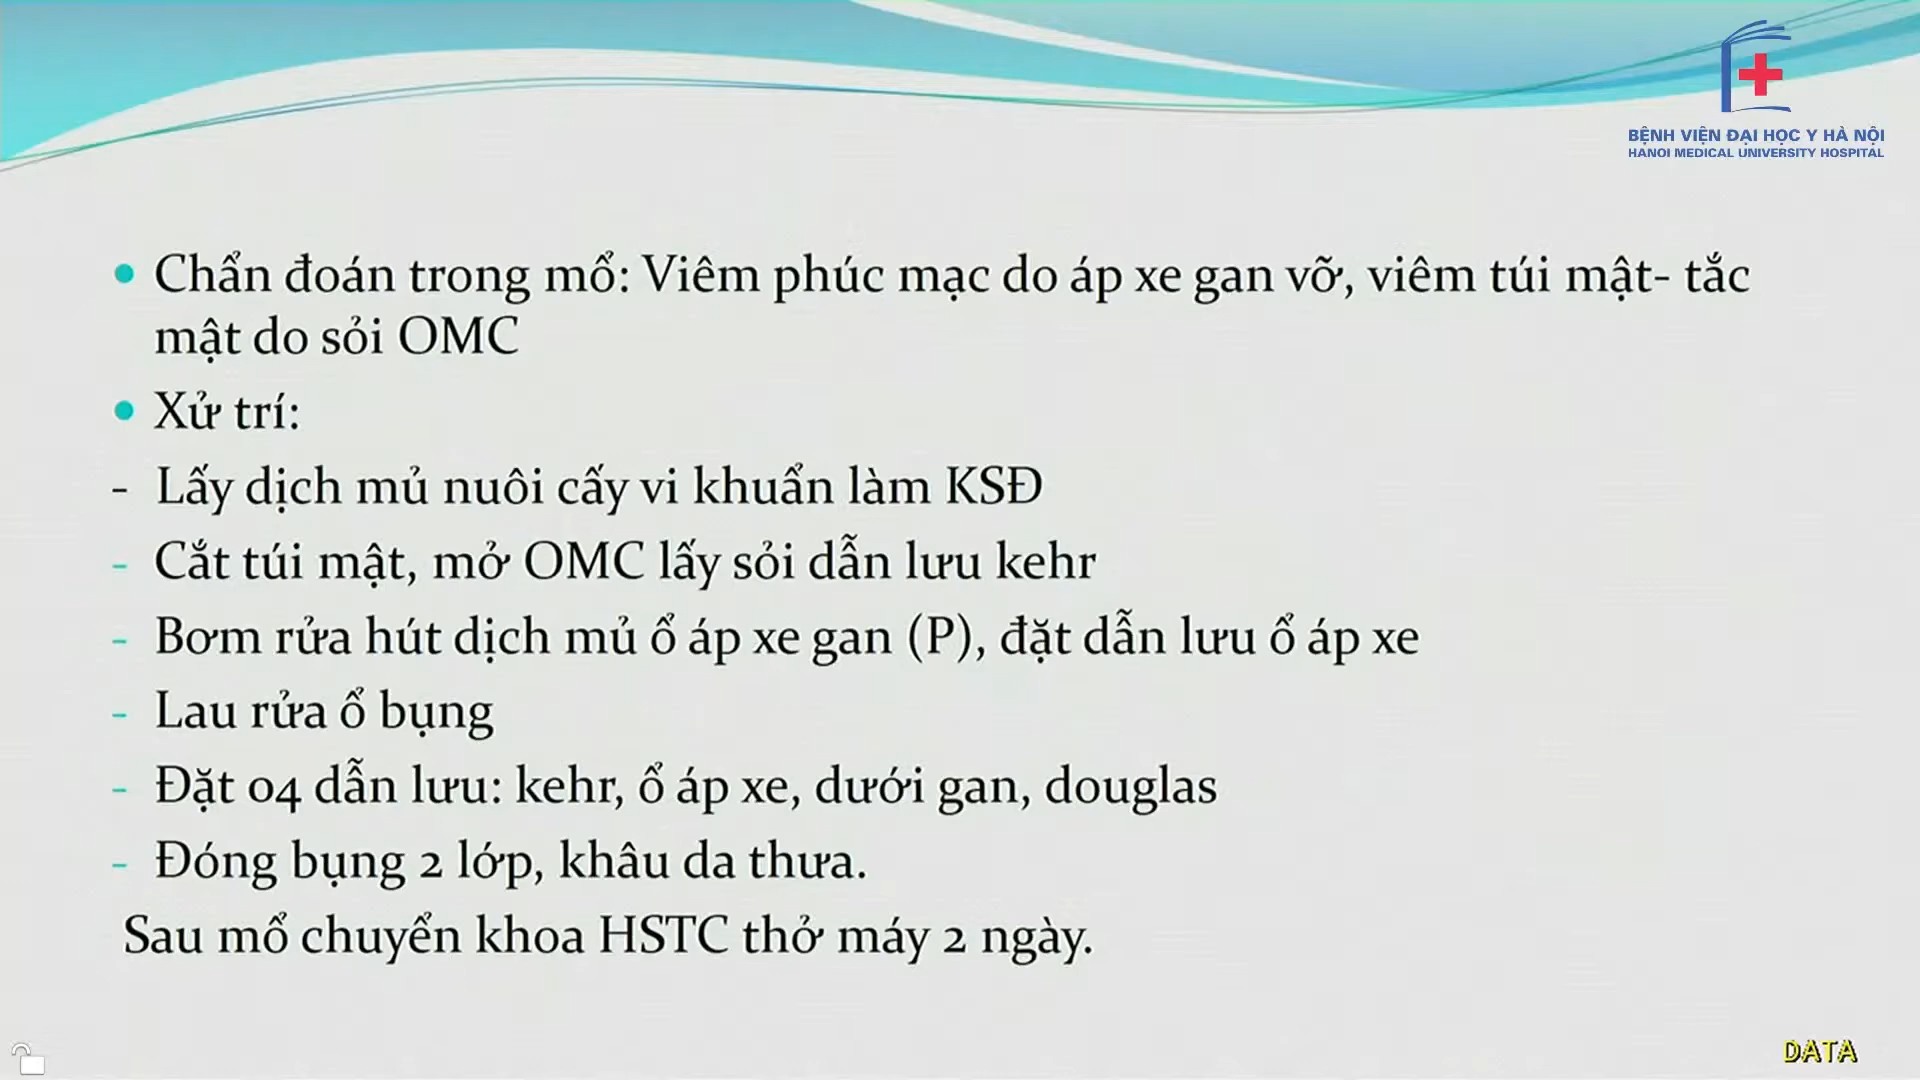 BỆNH VIỆN ĐẠI HỌC Y HÀ NỘI
HANOI MEDICAL UNIVERSITY HOSPITAL
• Chẩn đoán trong mổ: Viêm phúc mạc do áp xe gan vỡ, viêm túi mật- tắc
mật do sỏi OMC
• Xử trí:
- Lấy dịch mủ nuôi cấy vi khuẩn làm KSĐ
- Cắt túi mật, mở OMC lấy sỏi dẫn lưu kehr
- Bơm rửa hút dịch mủ ổ áp xe gan (P), đặt dẫn lưu ổ áp xe
- Lau rửa ổ bụng
- Đặt 04 dẫn lưu: kehr, ổ áp xe, dưới gan, douglas
- Đóng bụng 2 lớp, khâu da thưa.
Sau mổ chuyển khoa HSTC thở máy 2 ngày.
DATA